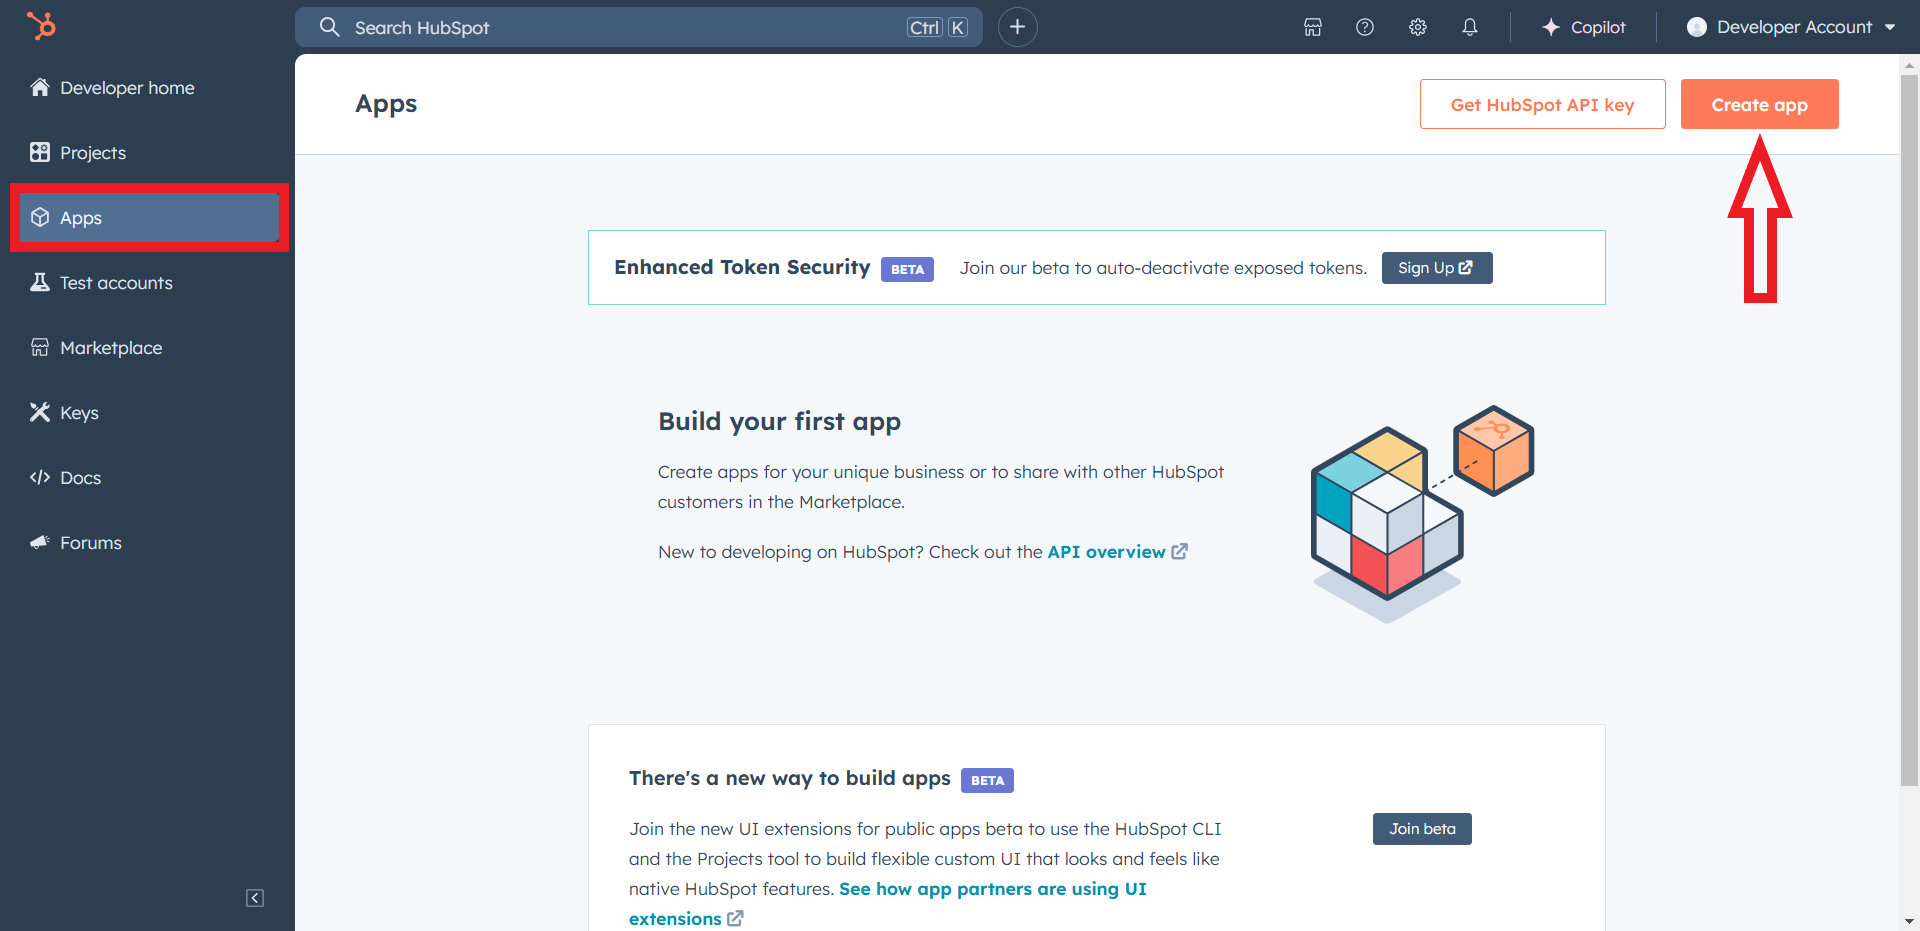 Search HubSpot
Ctrl K
Copilot
Developer Account
Developer home
Projects
Apps
Test accounts
Marketplace
Keys
Docs
Forums
Apps
Get HubSpot API key
Create app
Enhanced Token Security BETA Join our beta to auto-deactivate exposed tokens. Sign Up
Build your first app
Create apps for your unique business or to share with other HubSpot
customers in the Marketplace.
New to developing on HubSpot? Check out the API overview
There's a new way to build apps BETA
Join the new UI extensions for public apps beta to use the HubSpot CLI
and the Projects tool to build flexible custom UI that looks and feels like
native HubSpot features. See how app partners are using UI
extensions
Join beta